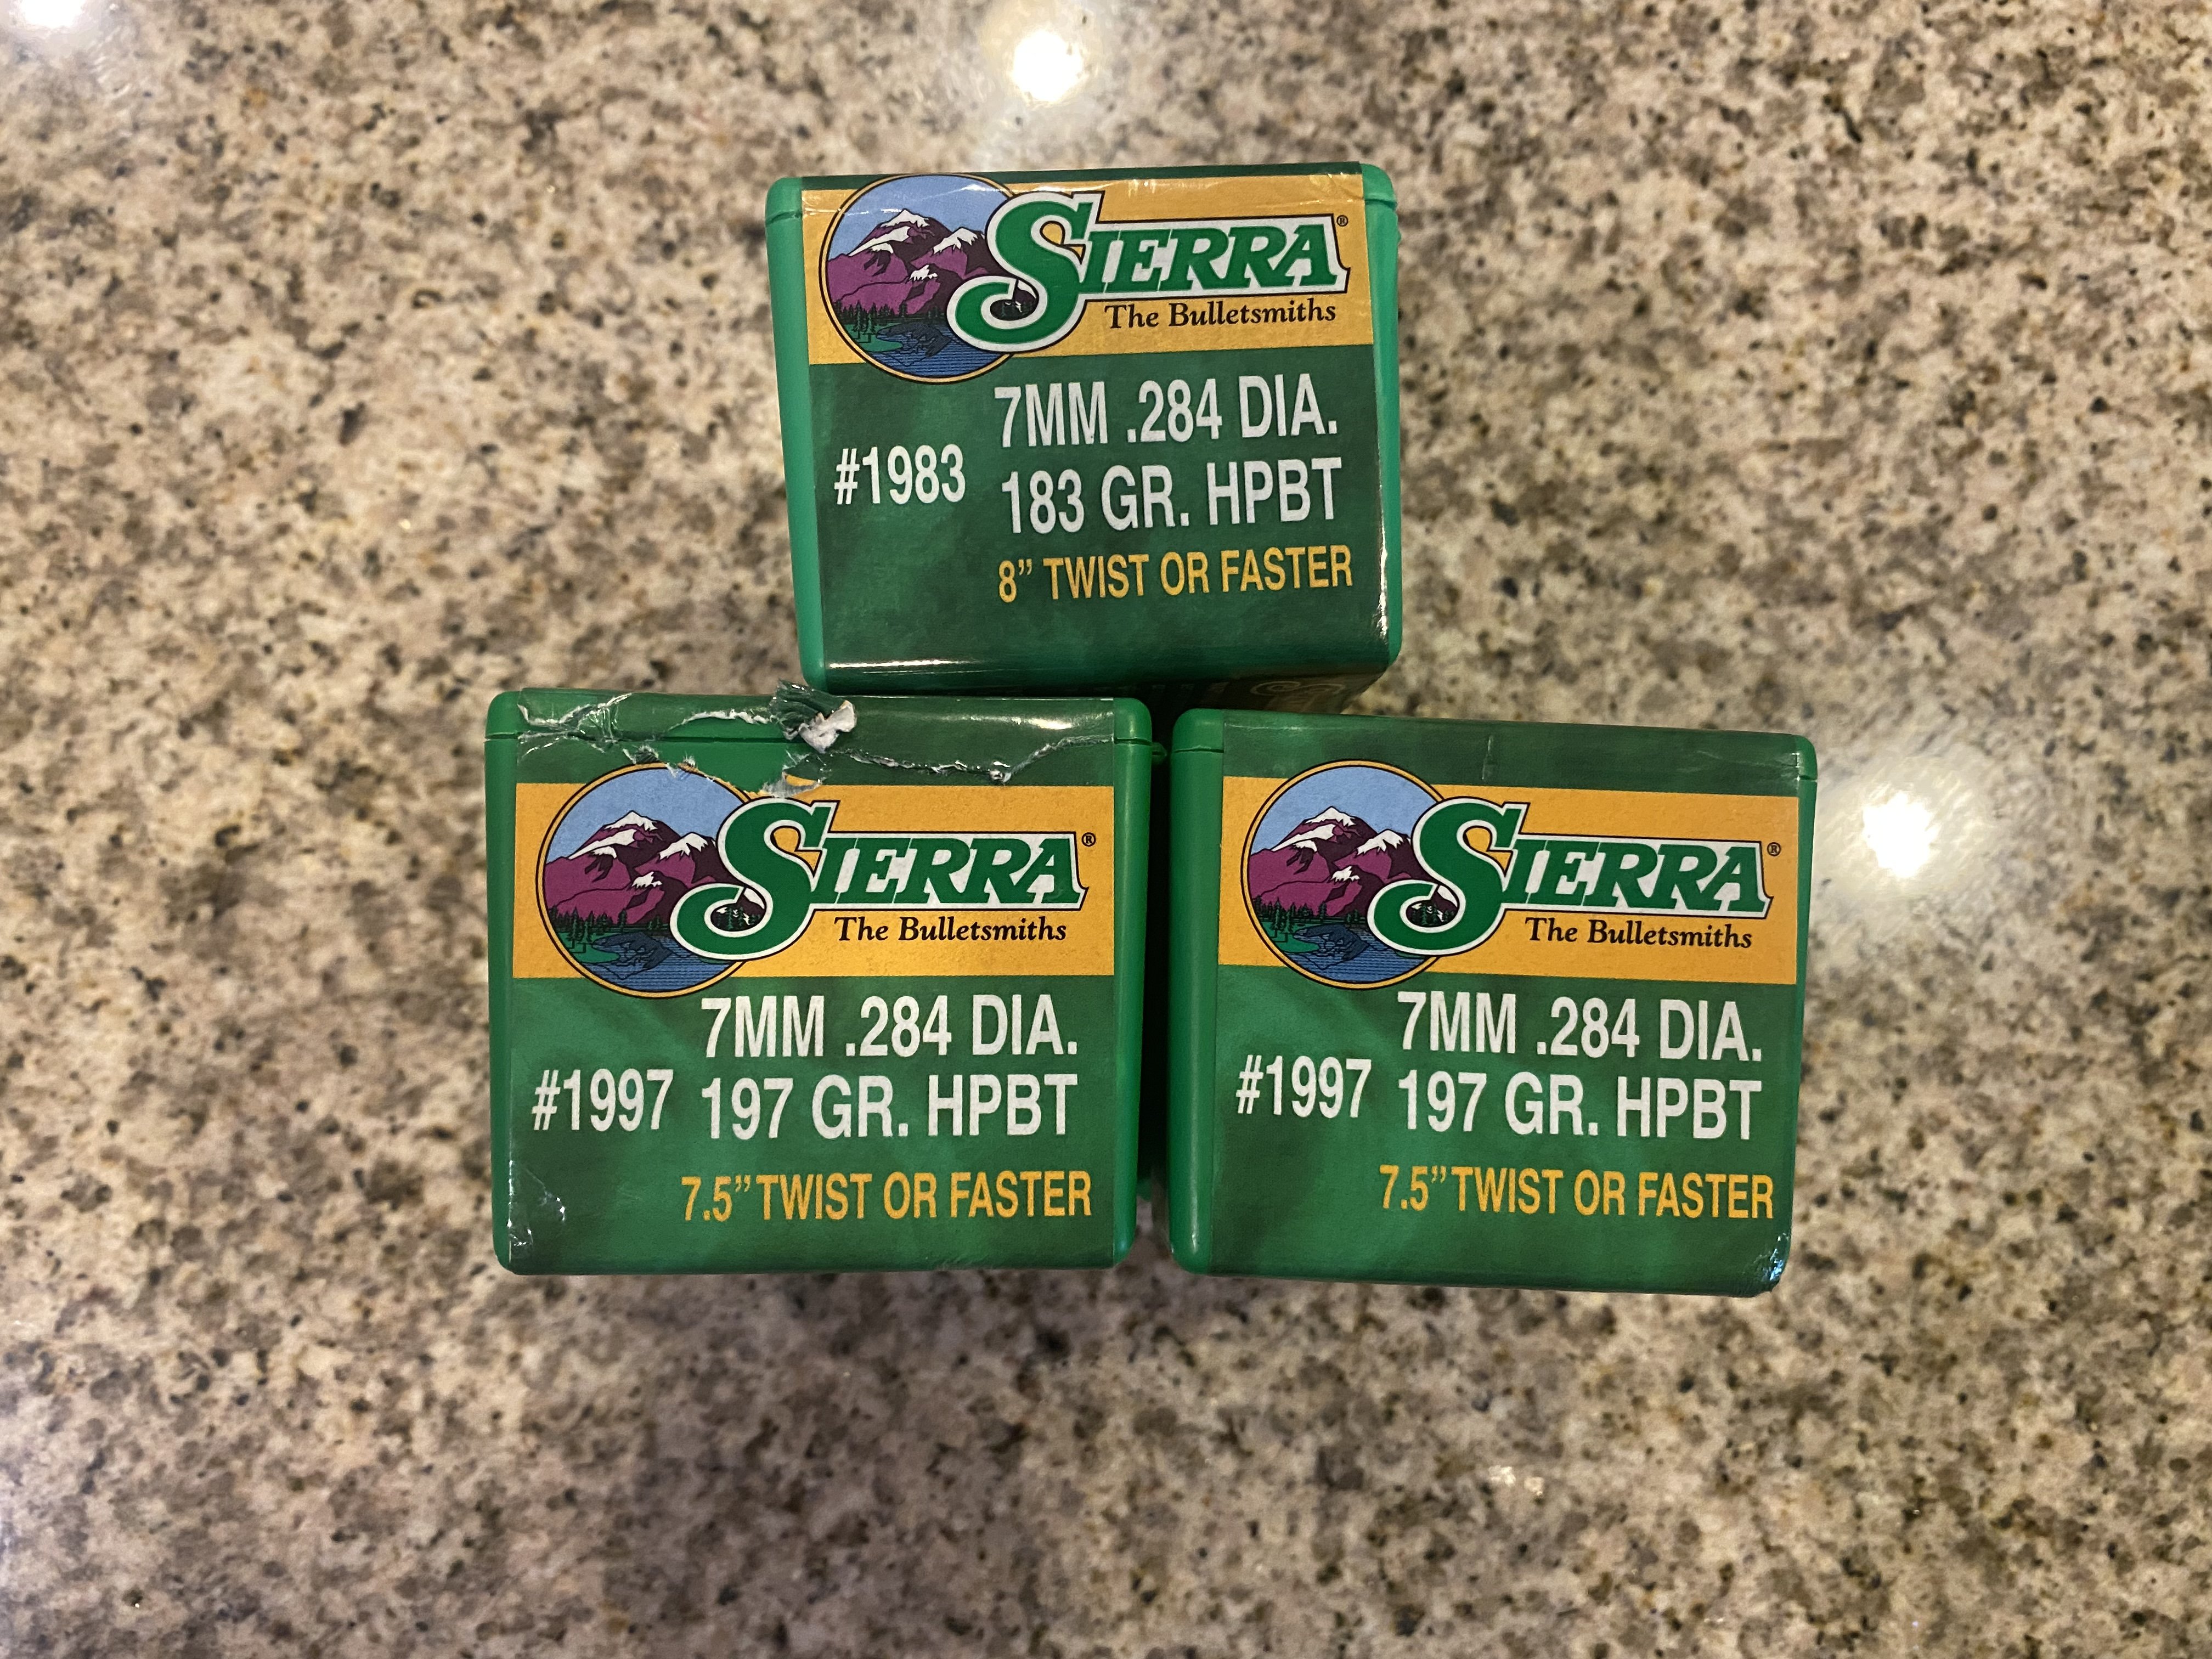 SIERRA®
The Bulletsmiths
7MM .284 DIA.
#1983 183 GR. HPBT
8” TWIST OR FASTER
SIERRA®
The Bulletsmiths
7MM .284 DIA.
#1997 197 GR. HPBT
7.5” TWIST OR FASTER
SIERRA®
The Bulletsmiths
7MM .284 DIA.
#1997 197 GR. HPBT
7.5” TWIST OR FASTER